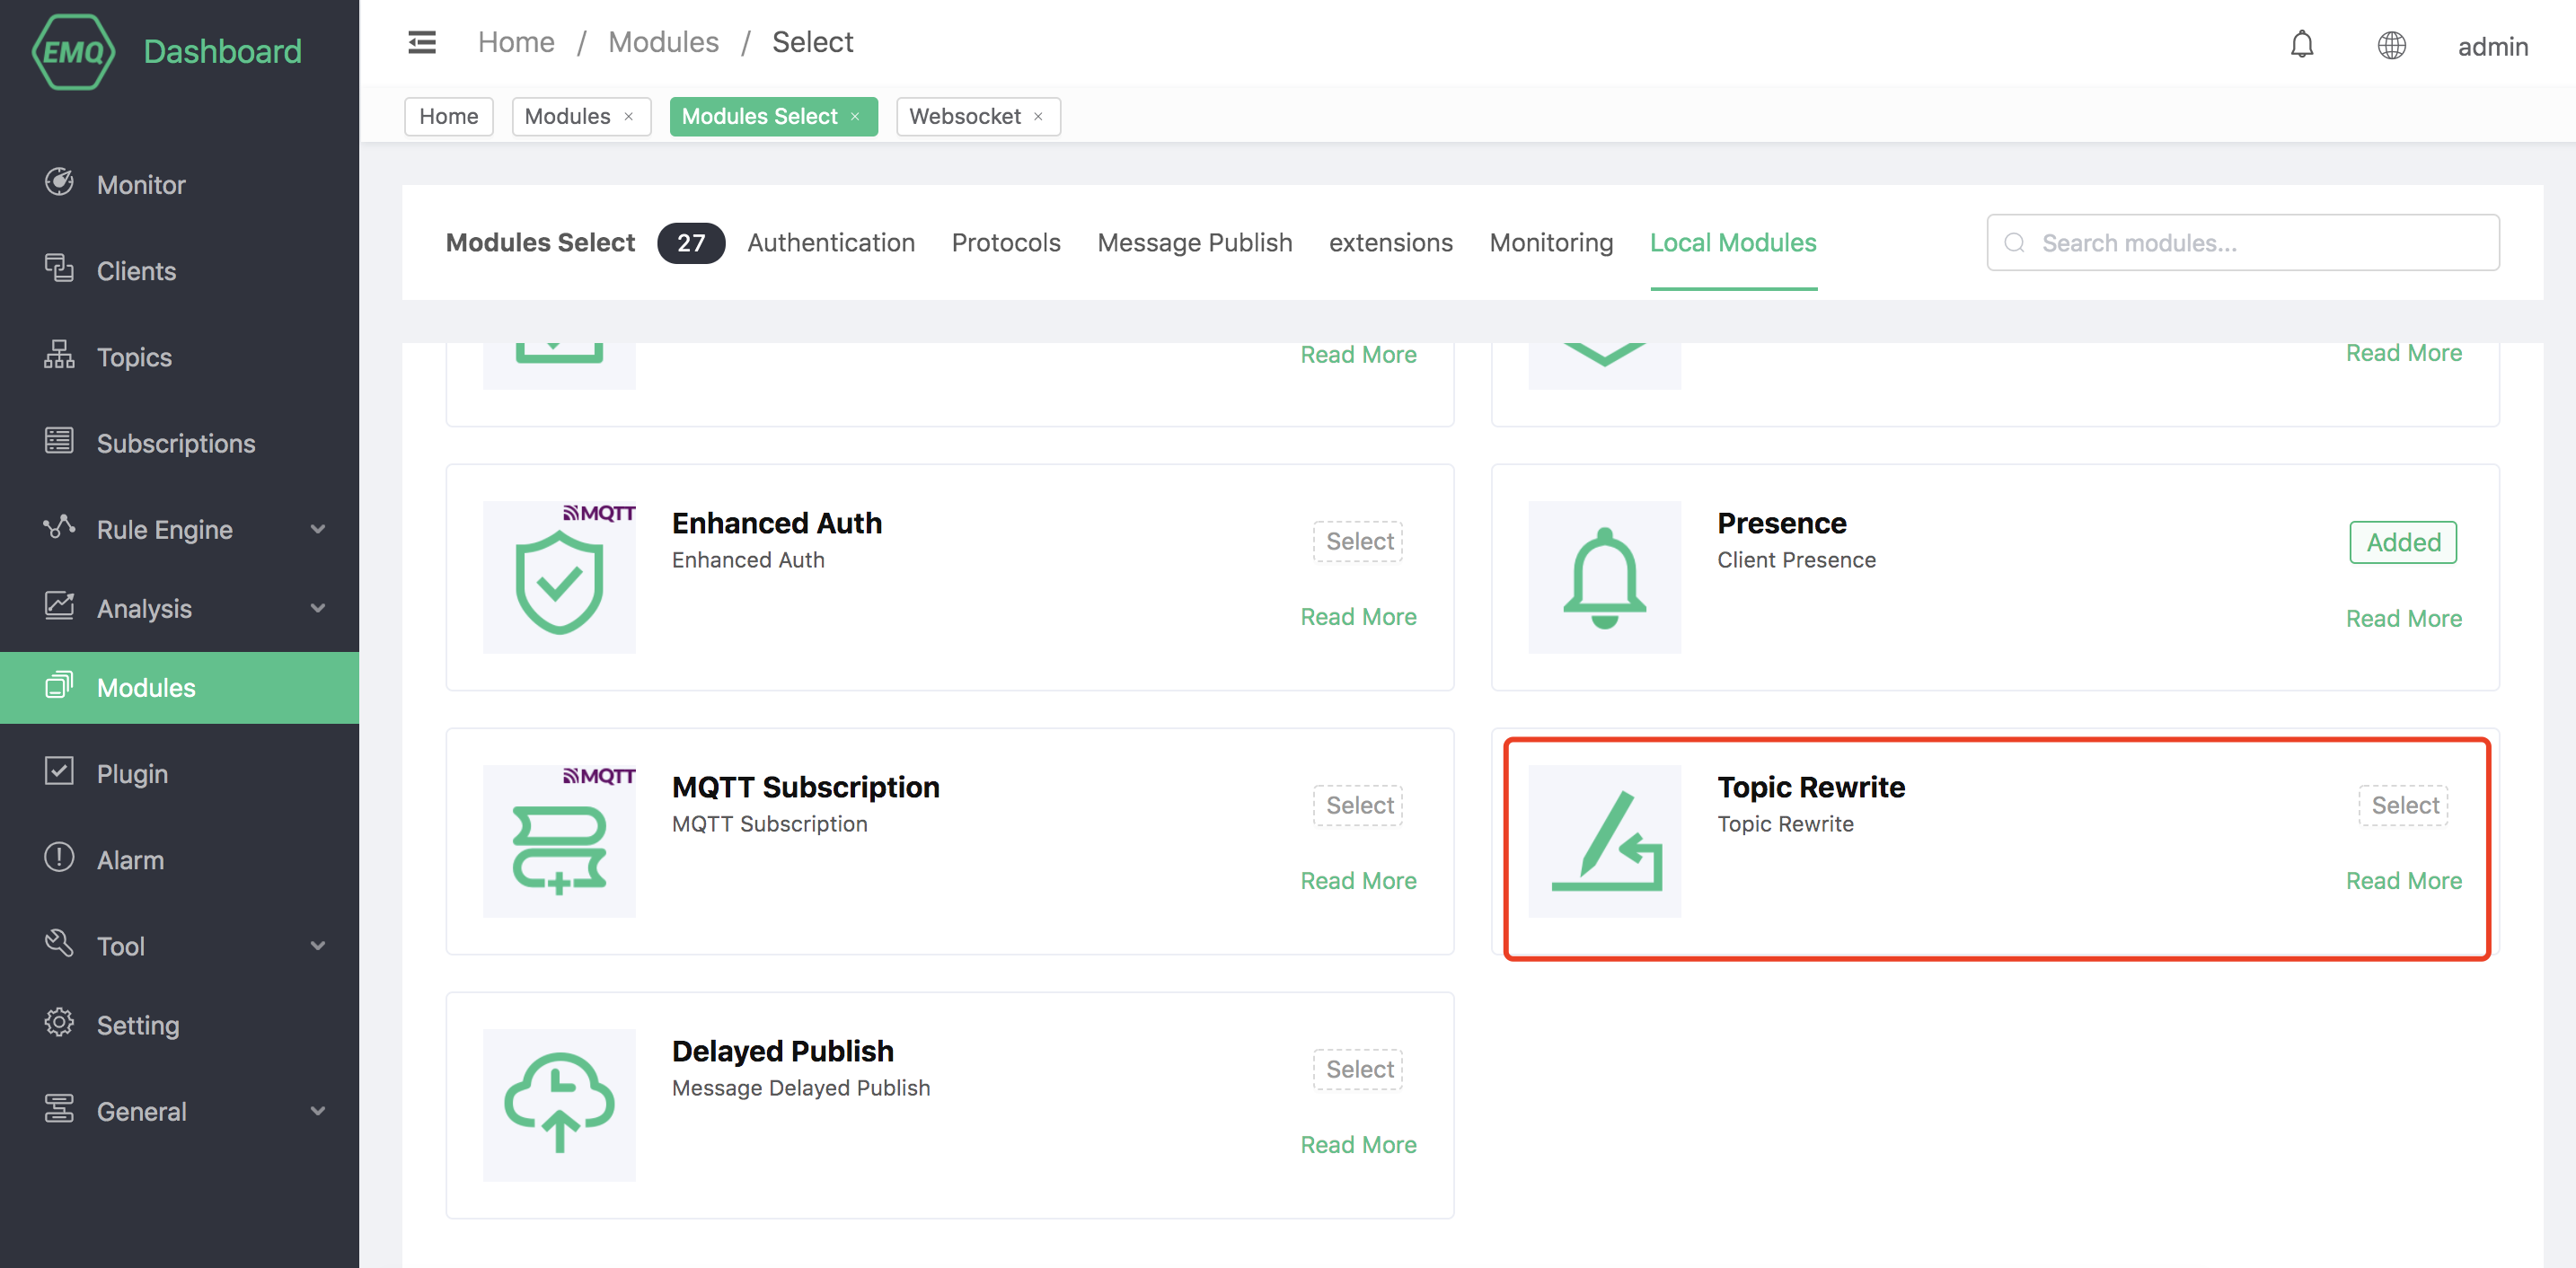 EMQ Dashboard
Home / Modules / Select
admin
Home
Modules ×
Modules Select ×
Websocket ×
Monitor
Clients
Topics
Subscriptions
Rule Engine
Analysis
Modules
Plugin
Alarm
Tool
Setting
General
Modules Select 27 Authentication Protocols Message Publish extensions Monitoring Local Modules
Search modules...
Read More
Read More
MQTT
Enhanced Auth
Enhanced Auth
Select
Read More
Presence
Client Presence
Added
Read More
MQTT
MQTT Subscription
MQTT Subscription
Select
Read More
Topic Rewrite
Topic Rewrite
Select
Read More
Delayed Publish
Message Delayed Publish
Select
Read More